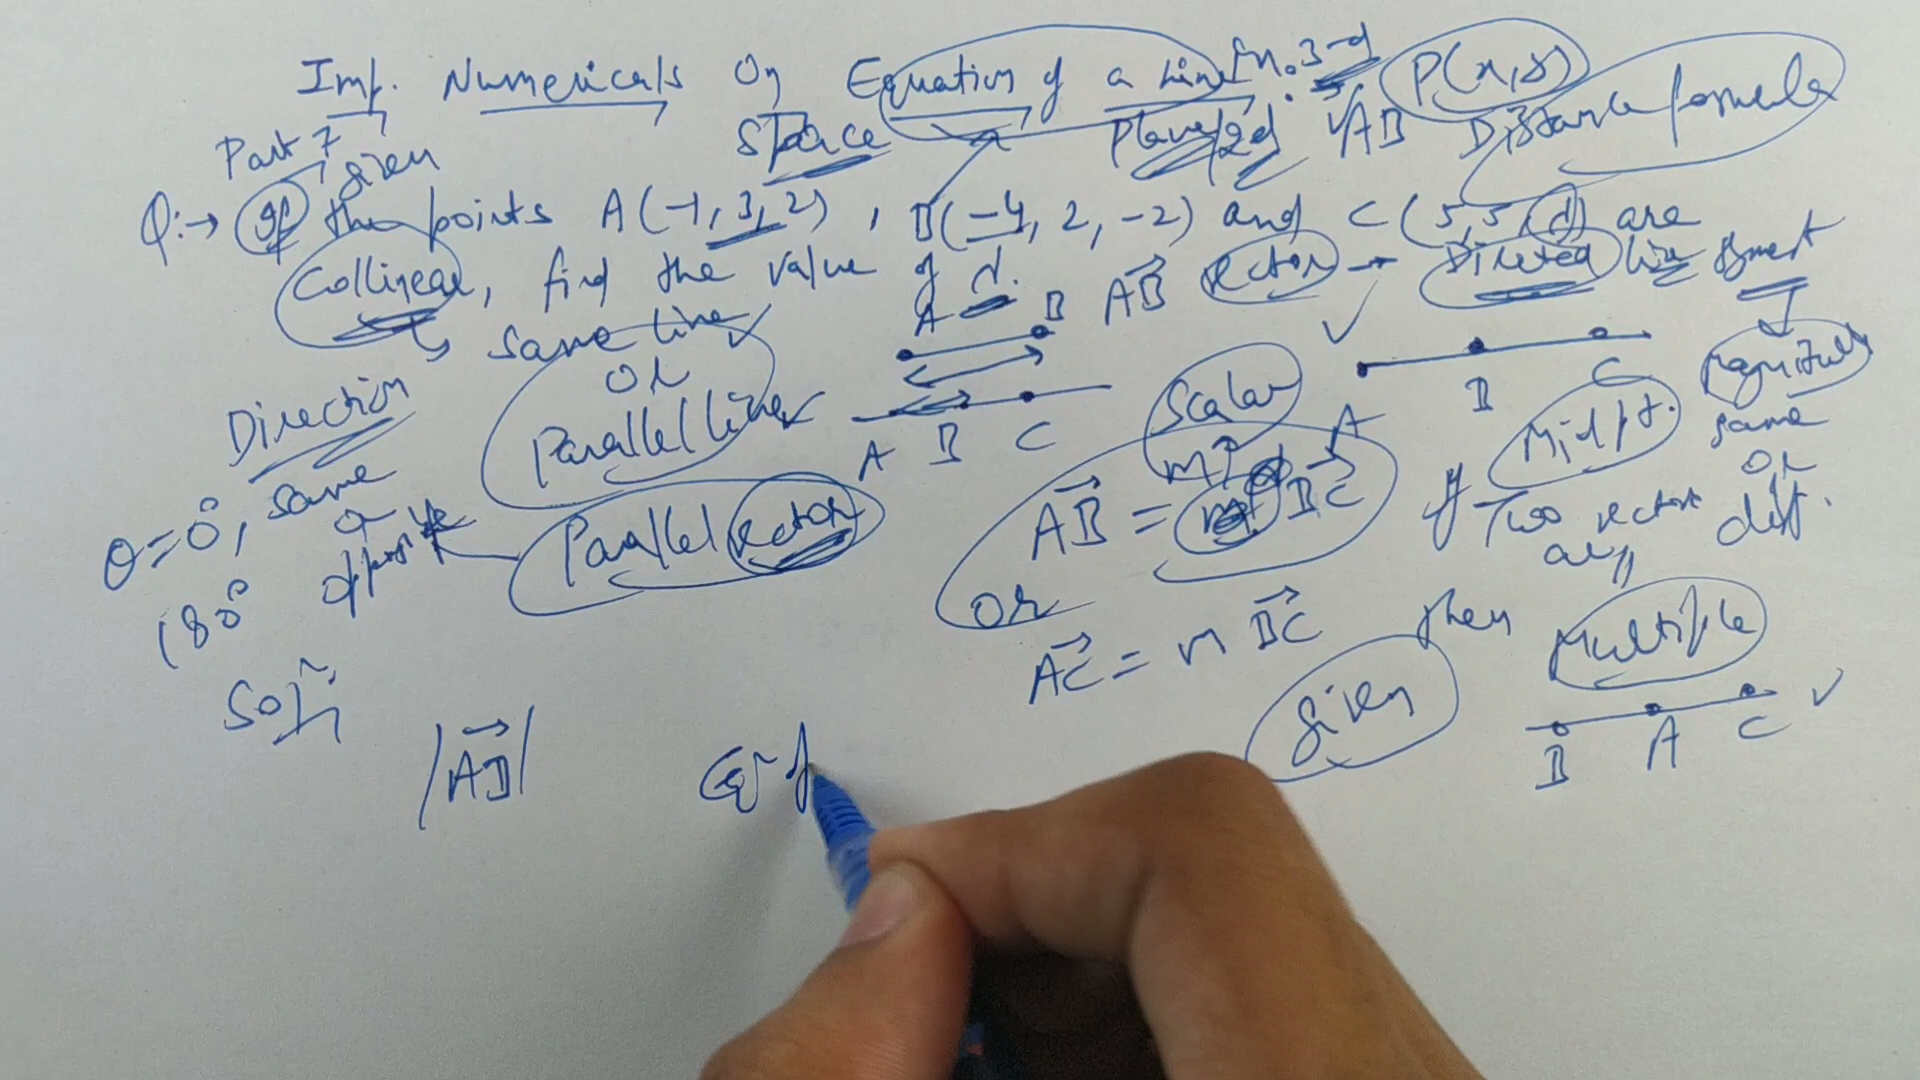 Imp. Numericals On Equation of a Line In 3-d P(x,y)
Part 7 Space Plane/2d AB Distance formula
given
Q:→ If the points A(-1,3,2), B(-4, 2, -2) and C(5,5,d) are
Collinear, find the value of d. AB Vector → Directed line segment
A B
same line
or
Parallel lines
Direction
A B C
Scalar
B C
Magnitude
same
or
diff.
Mid pt.
A
m
θ=0°, same
or
180° opposite
Parallel vector
AB = m BC
If Two vectors
are ||
or
AC = m BC
then
Multiple
Given
B A C
Soln
|AB|